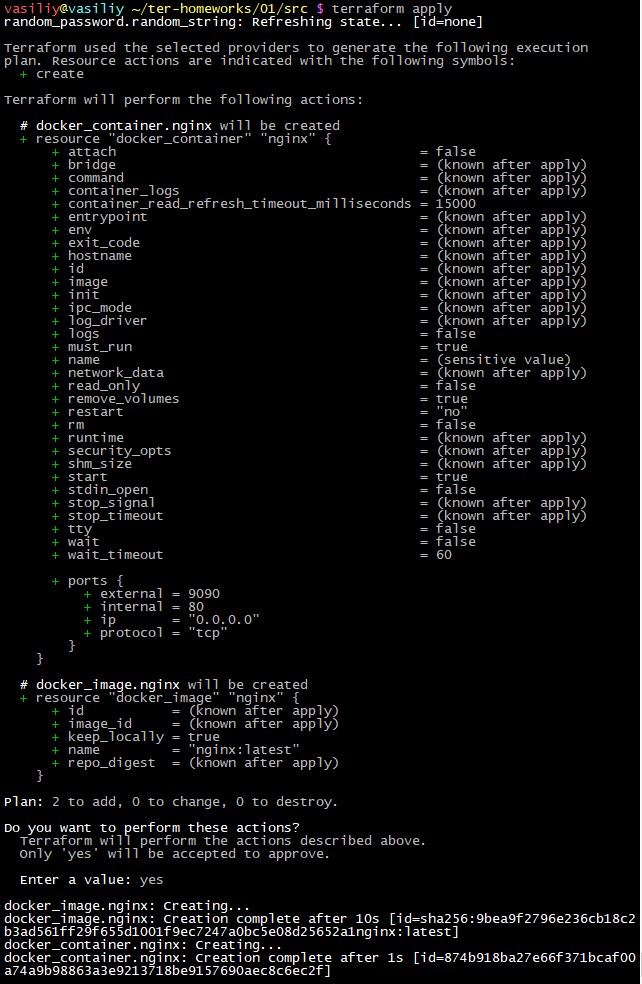 vasiliy@vasiliy ~/ter-homeworks/01/src $ terraform apply
random_password.random_string: Refreshing state... [id=none]

Terraform used the selected providers to generate the following execution
plan. Resource actions are indicated with the following symbols:
  + create

Terraform will perform the following actions:

  # docker_container.nginx will be created
  + resource "docker_container" "nginx" {
      + attach                                      = false
      + bridge                                      = (known after apply)
      + command                                     = (known after apply)
      + container_logs                              = (known after apply)
      + container_read_refresh_timeout_milliseconds = 15000
      + entrypoint                                  = (known after apply)
      + env                                         = (known after apply)
      + exit_code                                   = (known after apply)
      + hostname                                    = (known after apply)
      + id                                          = (known after apply)
      + image                                       = (known after apply)
      + init                                        = (known after apply)
      + ipc_mode                                    = (known after apply)
      + log_driver                                  = (known after apply)
      + logs                                        = false
      + must_run                                    = true
      + name                                        = (sensitive value)
      + network_data                                = (known after apply)
      + read_only                                   = false
      + remove_volumes                              = true
      + restart                                     = "no"
      + rm                                          = false
      + runtime                                     = (known after apply)
      + security_opts                               = (known after apply)
      + shm_size                                    = (known after apply)
      + start                                       = true
      + stdin_open                                  = false
      + stop_signal                                 = (known after apply)
      + stop_timeout                                = (known after apply)
      + tty                                         = false
      + wait                                        = false
      + wait_timeout                                = 60

      + ports {
          + external = 9090
          + internal = 80
          + ip       = "0.0.0.0"
          + protocol = "tcp"
        }
    }

  # docker_image.nginx will be created
  + resource "docker_image" "nginx" {
      + id           = (known after apply)
      + image_id     = (known after apply)
      + keep_locally = true
      + name         = "nginx:latest"
      + repo_digest  = (known after apply)
    }

Plan: 2 to add, 0 to change, 0 to destroy.

Do you want to perform these actions?
  Terraform will perform the actions described above.
  Only 'yes' will be accepted to approve.

  Enter a value: yes

docker_image.nginx: Creating...
docker_image.nginx: Creation complete after 10s [id=sha256:9bea9f2796e236cb18c2
b3ad561ff29f655d1001f9ec7247a0bc5e08d25652a1nginx:latest]
docker_container.nginx: Creating...
docker_container.nginx: Creation complete after 1s [id=874b918ba27e66f371bcaf00
a74a9b98863a3e9213718be9157690aec8c6ec2f]